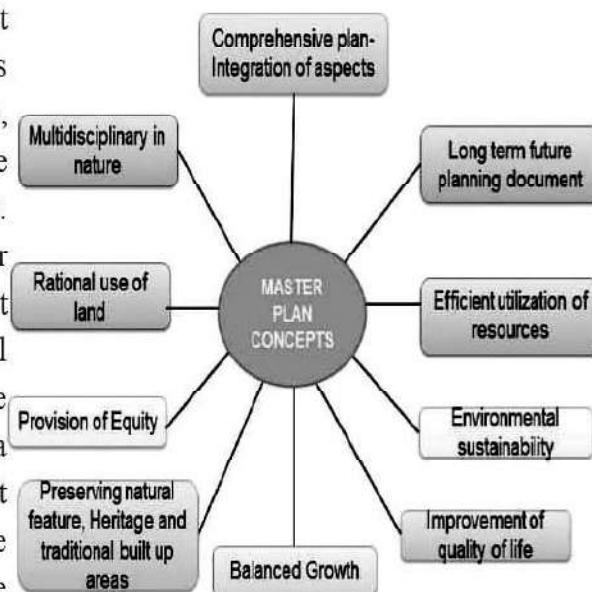 t
s
,
e
.
r
t
l
e
a
t
e
e
Comprehensive plan-
Integration of aspects
Multidisciplinary in
nature
Long term future
planning document
Rational use of
land
MASTER
PLAN
CONCEPTS
Efficient utilization of
resources
Provision of Equity
Environmental
sustainability
Preserving natural
feature, Heritage and
traditional built up
areas
Improvement of
quality of life
Balanced Growth